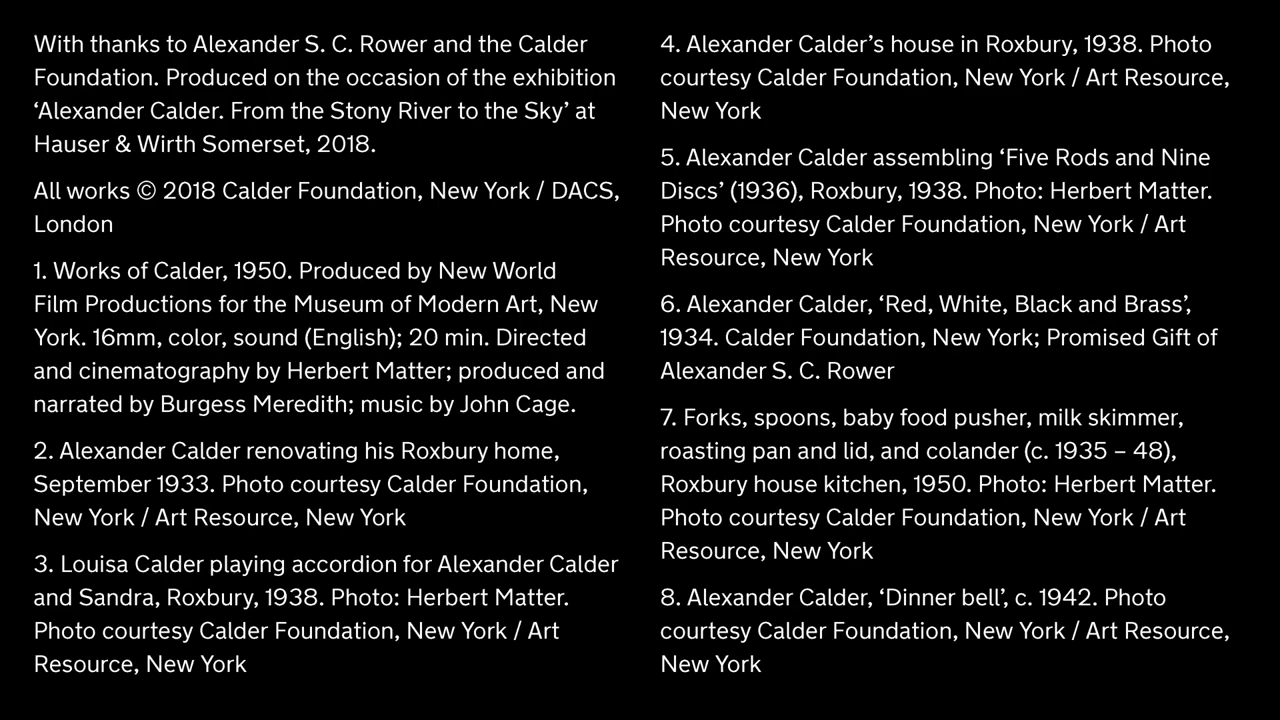 With thanks to Alexander S. C. Rower and the Calder
Foundation. Produced on the occasion of the exhibition
‘Alexander Calder. From the Stony River to the Sky’ at
Hauser & Wirth Somerset, 2018.
All works © 2018 Calder Foundation, New York / DACS,
London
1. Works of Calder, 1950. Produced by New World
Film Productions for the Museum of Modern Art, New
York. 16mm, color, sound (English); 20 min. Directed
and cinematography by Herbert Matter; produced and
narrated by Burgess Meredith; music by John Cage.
2. Alexander Calder renovating his Roxbury home,
September 1933. Photo courtesy Calder Foundation,
New York / Art Resource, New York
3. Louisa Calder playing accordion for Alexander Calder
and Sandra, Roxbury, 1938. Photo: Herbert Matter.
Photo courtesy Calder Foundation, New York / Art
Resource, New York
4. Alexander Calder’s house in Roxbury, 1938. Photo
courtesy Calder Foundation, New York / Art Resource,
New York
5. Alexander Calder assembling ‘Five Rods and Nine
Discs’ (1936), Roxbury, 1938. Photo: Herbert Matter.
Photo courtesy Calder Foundation, New York / Art
Resource, New York
6. Alexander Calder, ‘Red, White, Black and Brass’,
1934. Calder Foundation, New York; Promised Gift of
Alexander S. C. Rower
7. Forks, spoons, baby food pusher, milk skimmer,
roasting pan and lid, and colander (c. 1935 – 48),
Roxbury house kitchen, 1950. Photo: Herbert Matter.
Photo courtesy Calder Foundation, New York / Art
Resource, New York
8. Alexander Calder, ‘Dinner bell’, c. 1942. Photo
courtesy Calder Foundation, New York / Art Resource,
New York